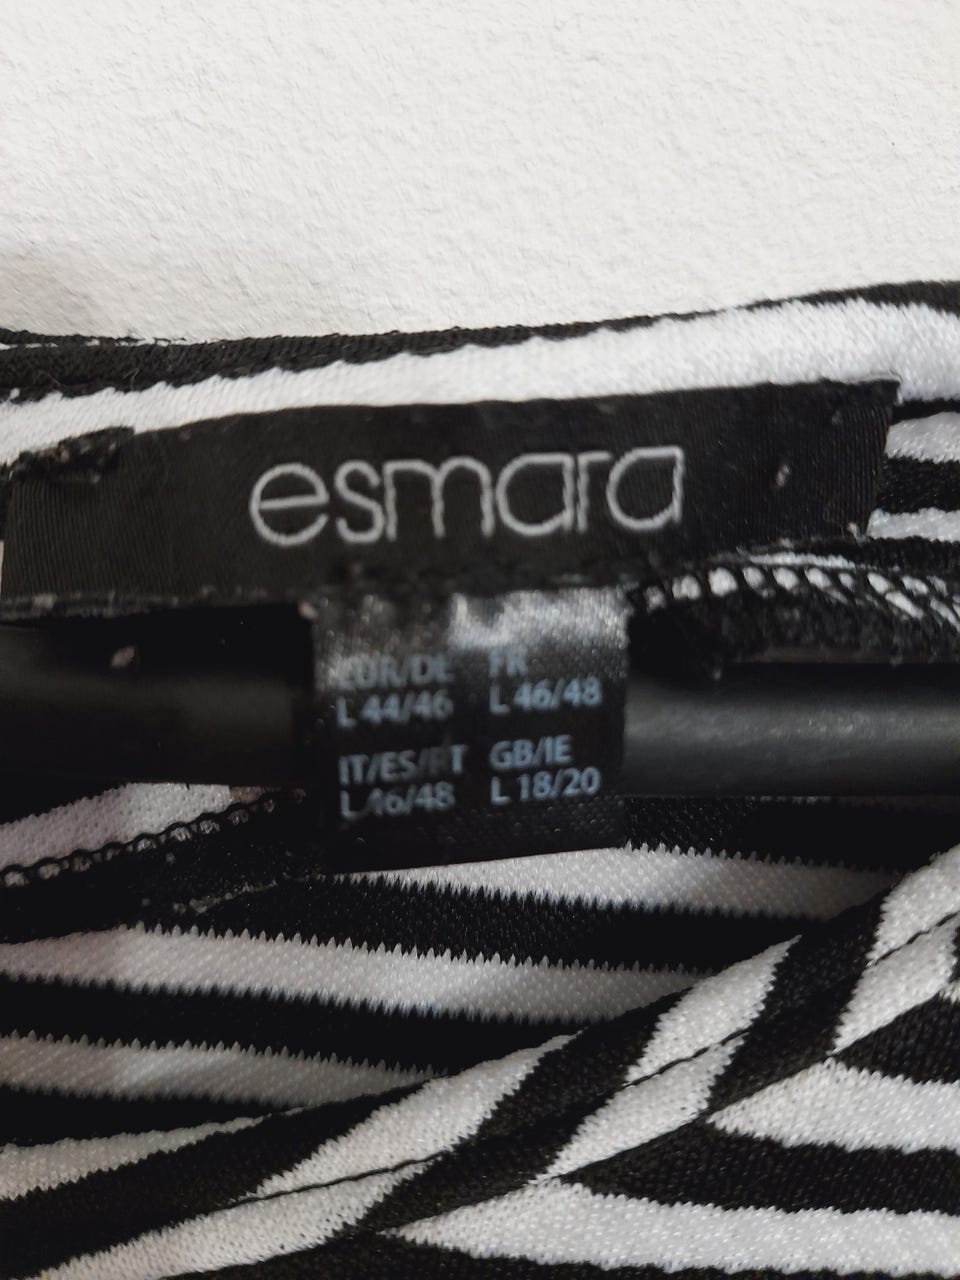 esmara
EUR/DE FR
L 44/46 L 46/48
IT/ES/PT GB/IE
L 46/48 L 18/20